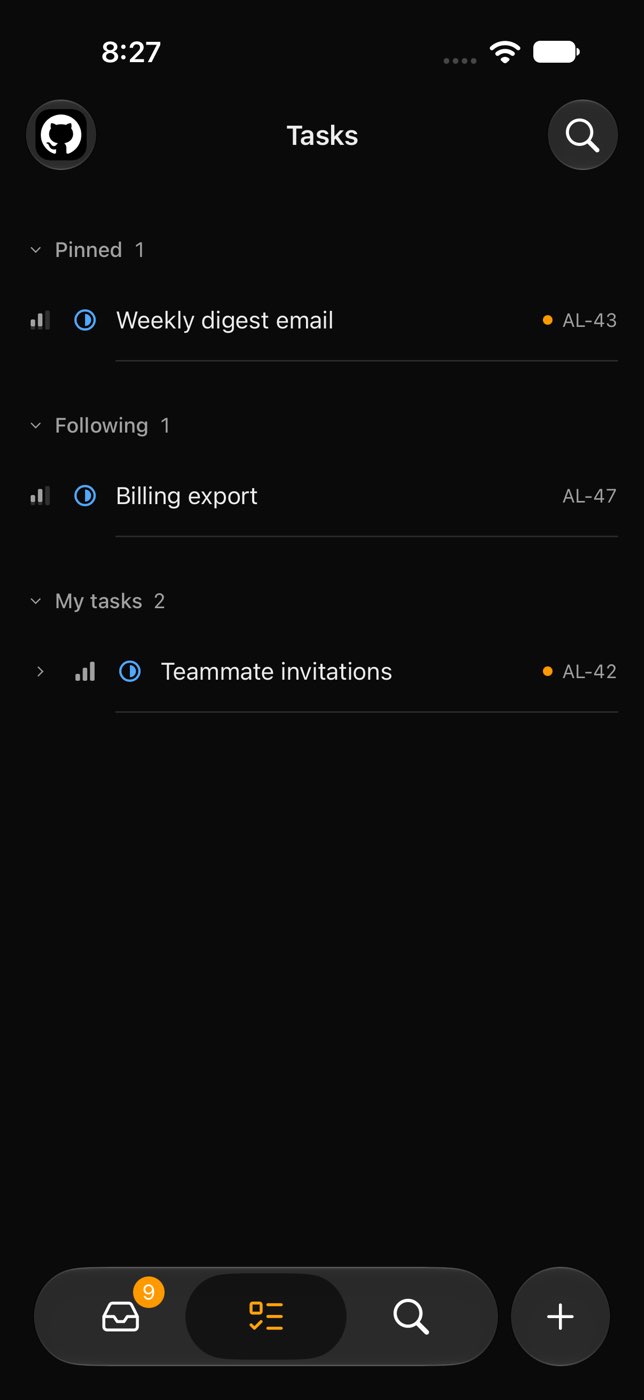 8:27
Tasks
Pinned 1
Weekly digest email AL-43
Following 1
Billing export AL-47
My tasks 2
Teammate invitations AL-42
9